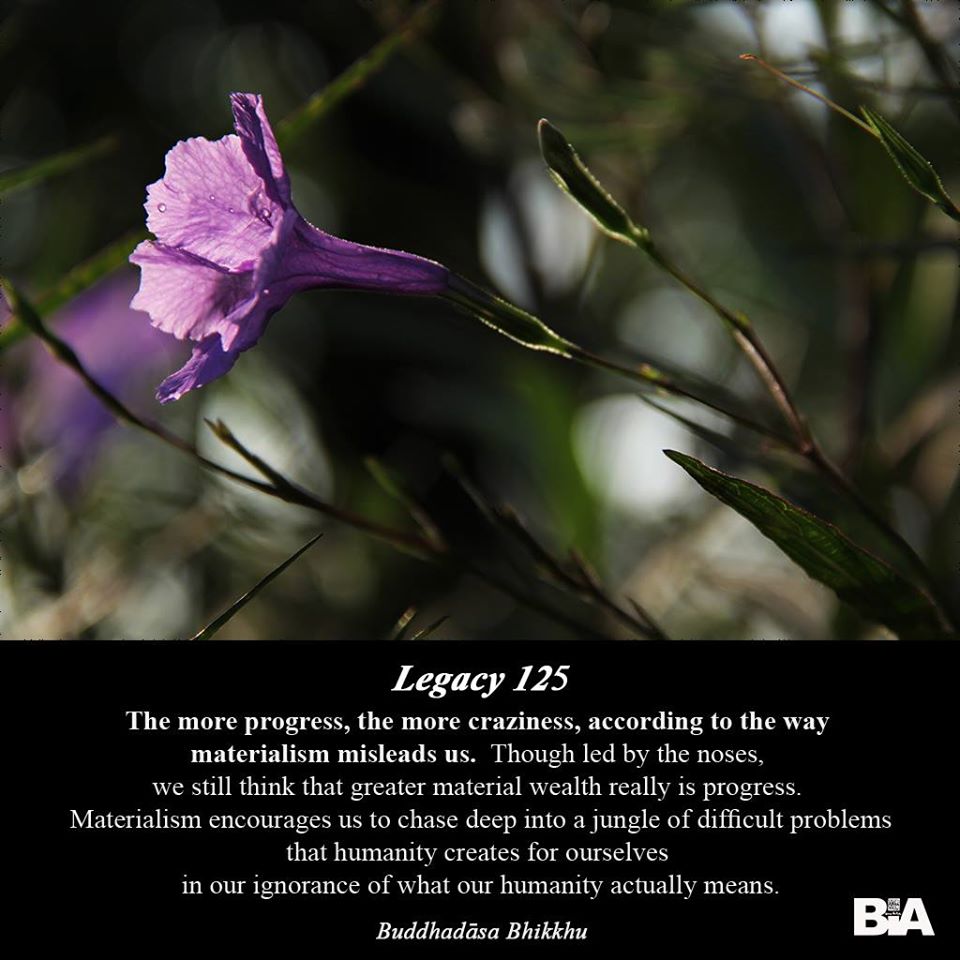 Legacy 125
The more progress, the more craziness, according to the way
materialism misleads us.  Though led by the noses,
we still think that greater material wealth really is progress.
Materialism encourages us to chase deep into a jungle of difficult problems
that humanity creates for ourselves
in our ignorance of what our humanity actually means.
Buddhadāsa Bhikkhu
BiA